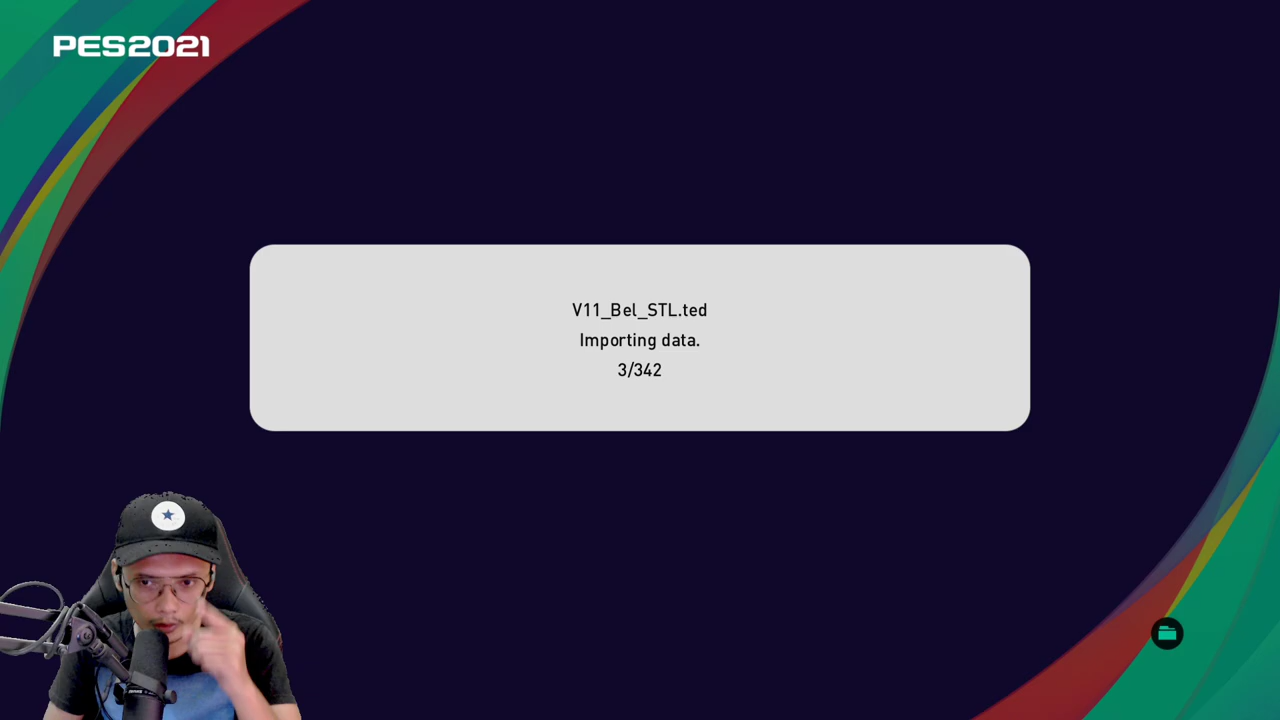 PES2021
V11_Bel_STL.ted
Importing data.
3/342